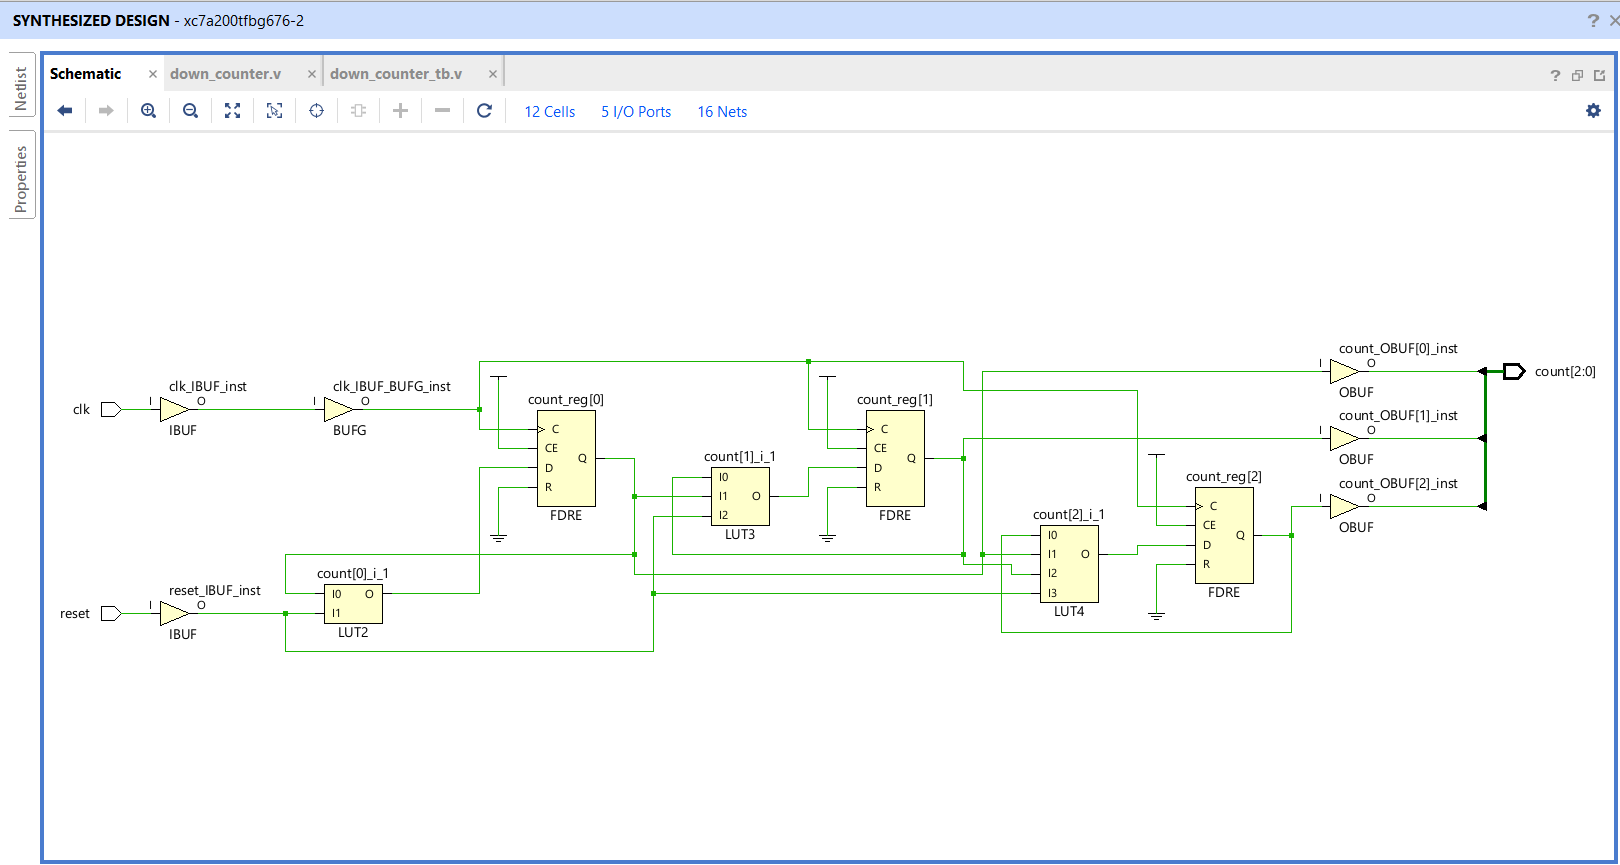 SYNTHESIZED DESIGN - xc7a200tfbg676-2
?
Netlist
Properties
Schematic
down_counter.v
down_counter_tb.v
?
12 Cells
5 I/O Ports
16 Nets
count_OBUF[0]_inst
I
O
OBUF
count[2:0]
clk_IBUF_inst
clk
I
O
IBUF
clk_IBUF_BUFG_inst
I
O
BUFG
count_reg[0]
C
CE
D
R
Q
FDRE
count_reg[1]
C
CE
D
R
Q
FDRE
count_OBUF[1]_inst
I
O
OBUF
count[1]_i_1
I0
I1
I2
O
LUT3
count_reg[2]
C
CE
D
R
Q
FDRE
count_OBUF[2]_inst
I
O
OBUF
count[2]_i_1
I0
I1
I2
I3
O
LUT4
reset_IBUF_inst
reset
I
O
IBUF
count[0]_i_1
I0
I1
O
LUT2